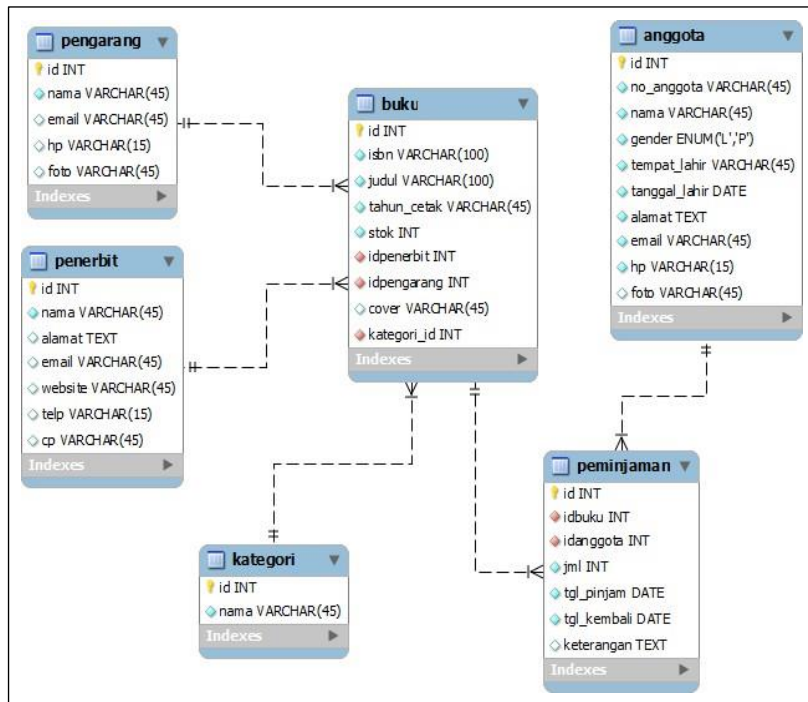 pengarang
id INT
nama VARCHAR(45)
email VARCHAR(45)
hp VARCHAR(15)
foto VARCHAR(45)
Indexes
penerbit
id INT
nama VARCHAR(45)
alamat TEXT
email VARCHAR(45)
website VARCHAR(45)
telp VARCHAR(15)
cp VARCHAR(45)
Indexes
buku
id INT
isbn VARCHAR(100)
judul VARCHAR(100)
tahun_cetak VARCHAR(45)
stok INT
idpenerbit INT
idpengarang INT
cover VARCHAR(45)
kategori_id INT
Indexes
kategori
id INT
nama VARCHAR(45)
Indexes
anggota
id INT
no_anggota VARCHAR(45)
nama VARCHAR(45)
gender ENUM('L','P')
tempat_lahir VARCHAR(45)
tanggal_lahir DATE
alamat TEXT
email VARCHAR(45)
hp VARCHAR(15)
foto VARCHAR(45)
Indexes
peminjaman
id INT
idbuku INT
idanggota INT
jml INT
tgl_pinjam DATE
tgl_kembali DATE
keterangan TEXT
Indexes